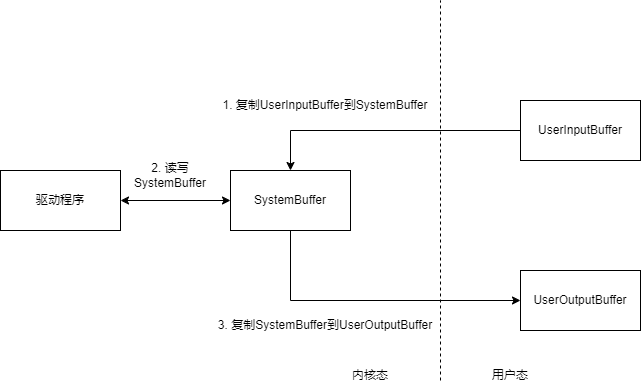 1. 复制UserInputBuffer到SystemBuffer
UserInputBuffer
2. 读写
SystemBuffer
驱动程序
SystemBuffer
UserOutputBuffer
3. 复制SystemBuffer到UserOutputBuffer
内核态
用户态